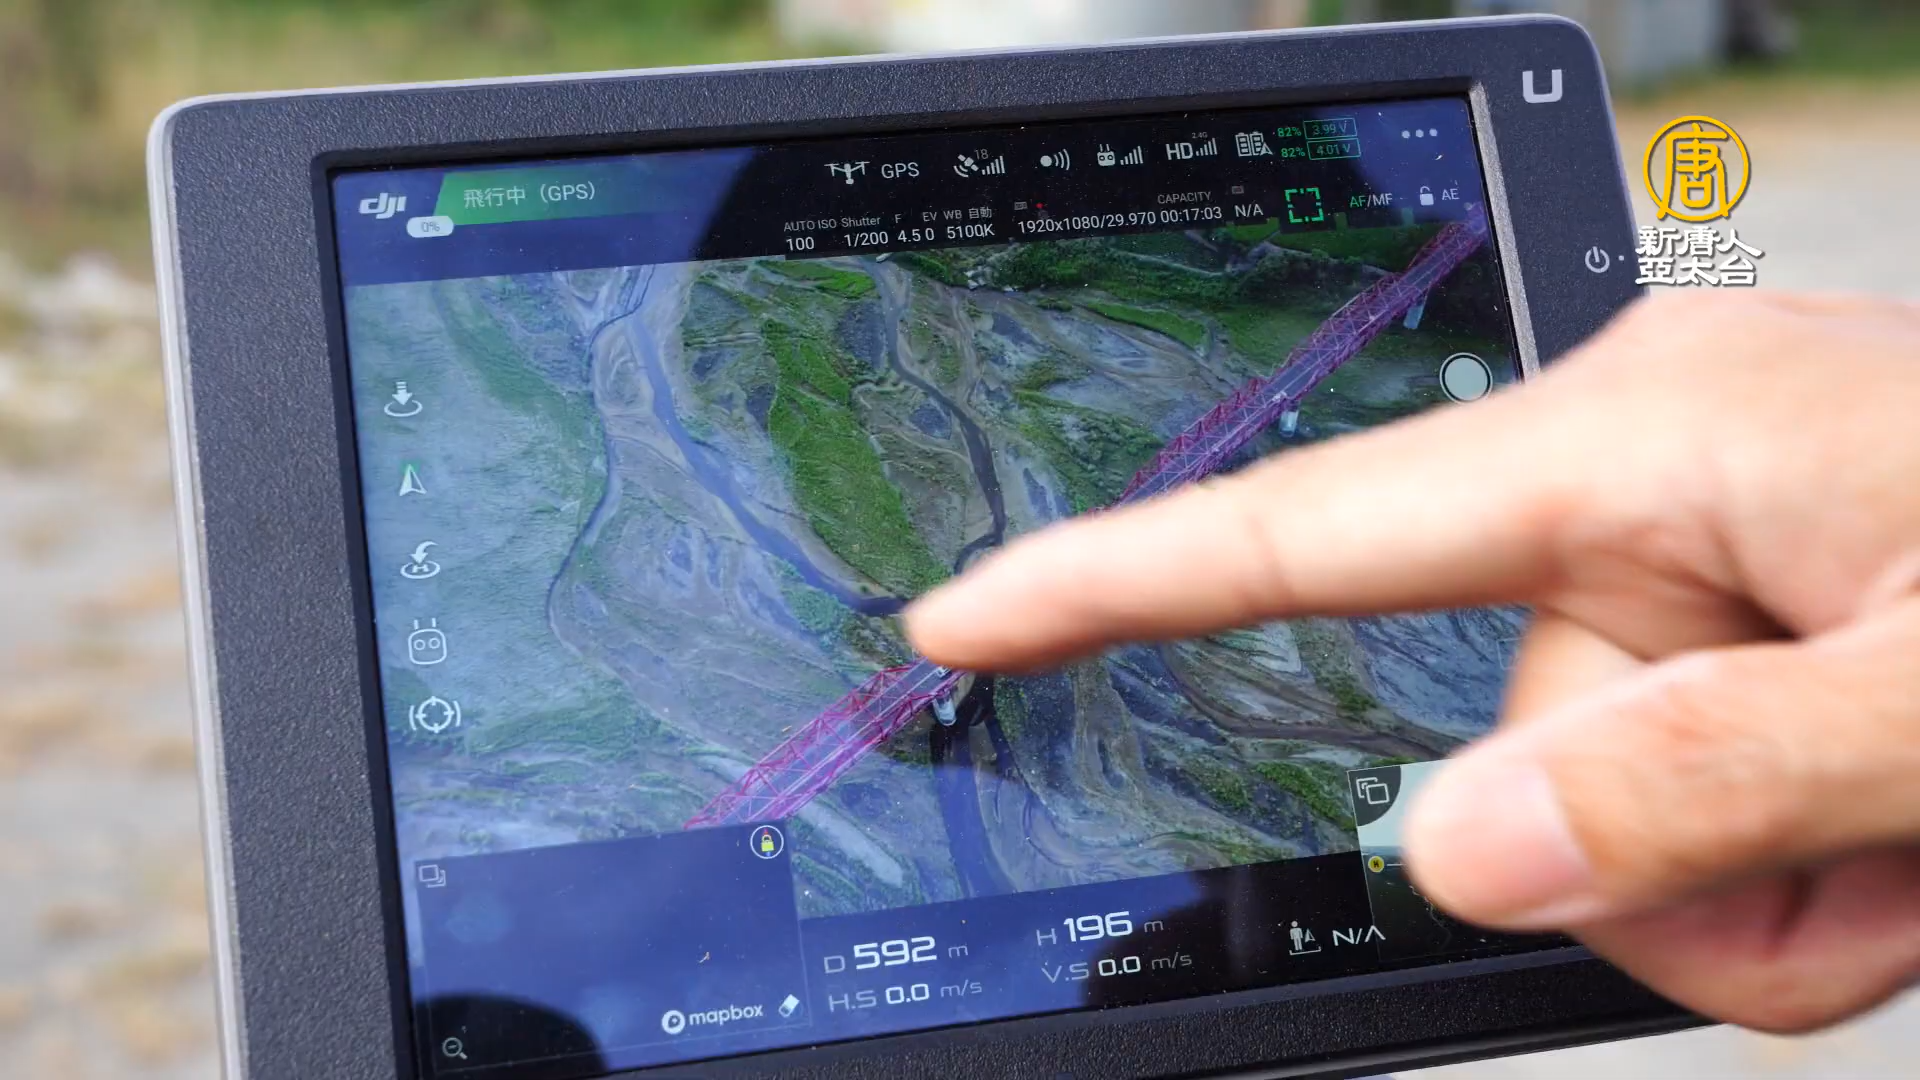 U
dji
飛行中（GPS）
0%
GPS
18
HD
2.4G
82% 3.99 V
82% 4.01 V
AUTO ISO
100
Shutter
1/200
F
4.5
EV
0
WB 自動
5100K
1920x1080/29.970 00:17:03
CAPACITY
N/A
AF/MF
AE
唐
新唐人
亞太台
H
mapbox
D 592 m
H 196 m
H.S 0.0 m/s
V.S 0.0 m/s
N/A